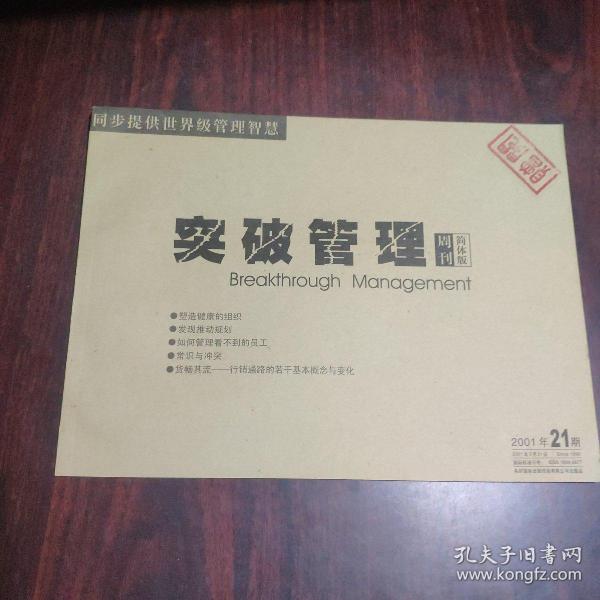 同步提供世界级管理智慧
赠阅
突破管理
周刊
简体版
Breakthrough Management
●塑造健康的组织
●发现推动规划
●如何管理看不到的员工
●常识与冲突
●货畅其流——行销通路的若干基本概念与变化
2001年21期
孔夫子旧书网
www.kongfz.com